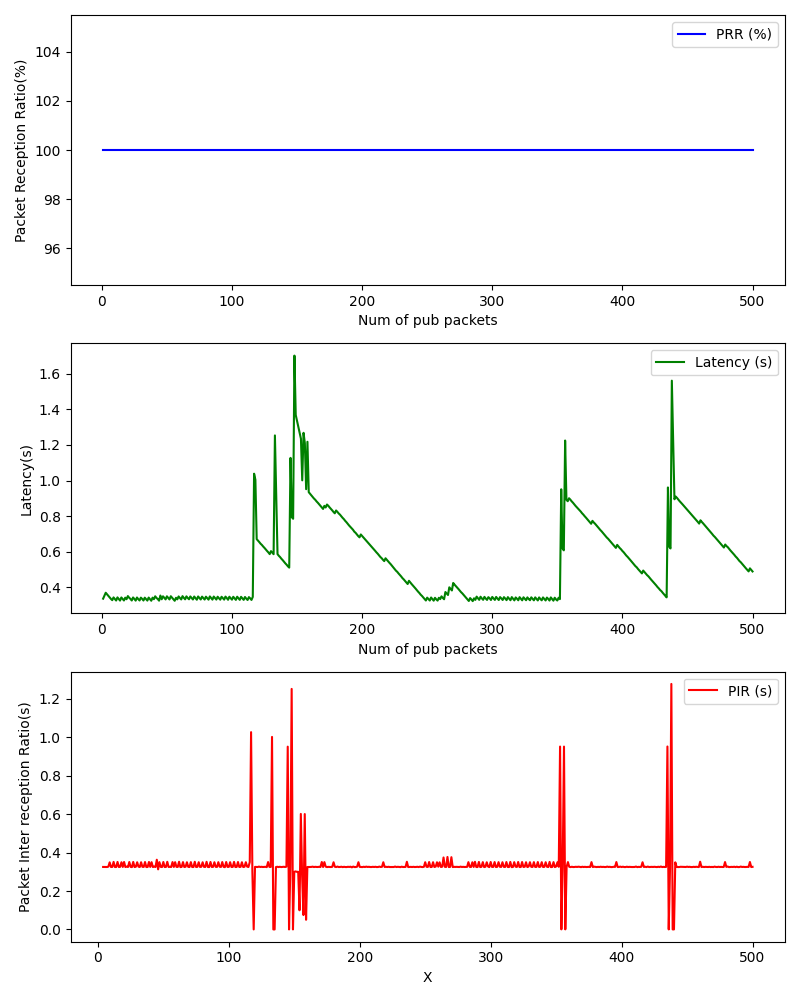 PRR (%)
104
102
100
98
96
Packet Reception Ratio(%)
0 100 200 300 400 500
Num of pub packets
Latency (s)
1.6
1.4
1.2
1.0
0.8
0.6
0.4
Latency(s)
0 100 200 300 400 500
Num of pub packets
PIR (s)
1.2
1.0
0.8
0.6
0.4
0.2
0.0
Packet Inter reception Ratio(s)
0 100 200 300 400 500
X